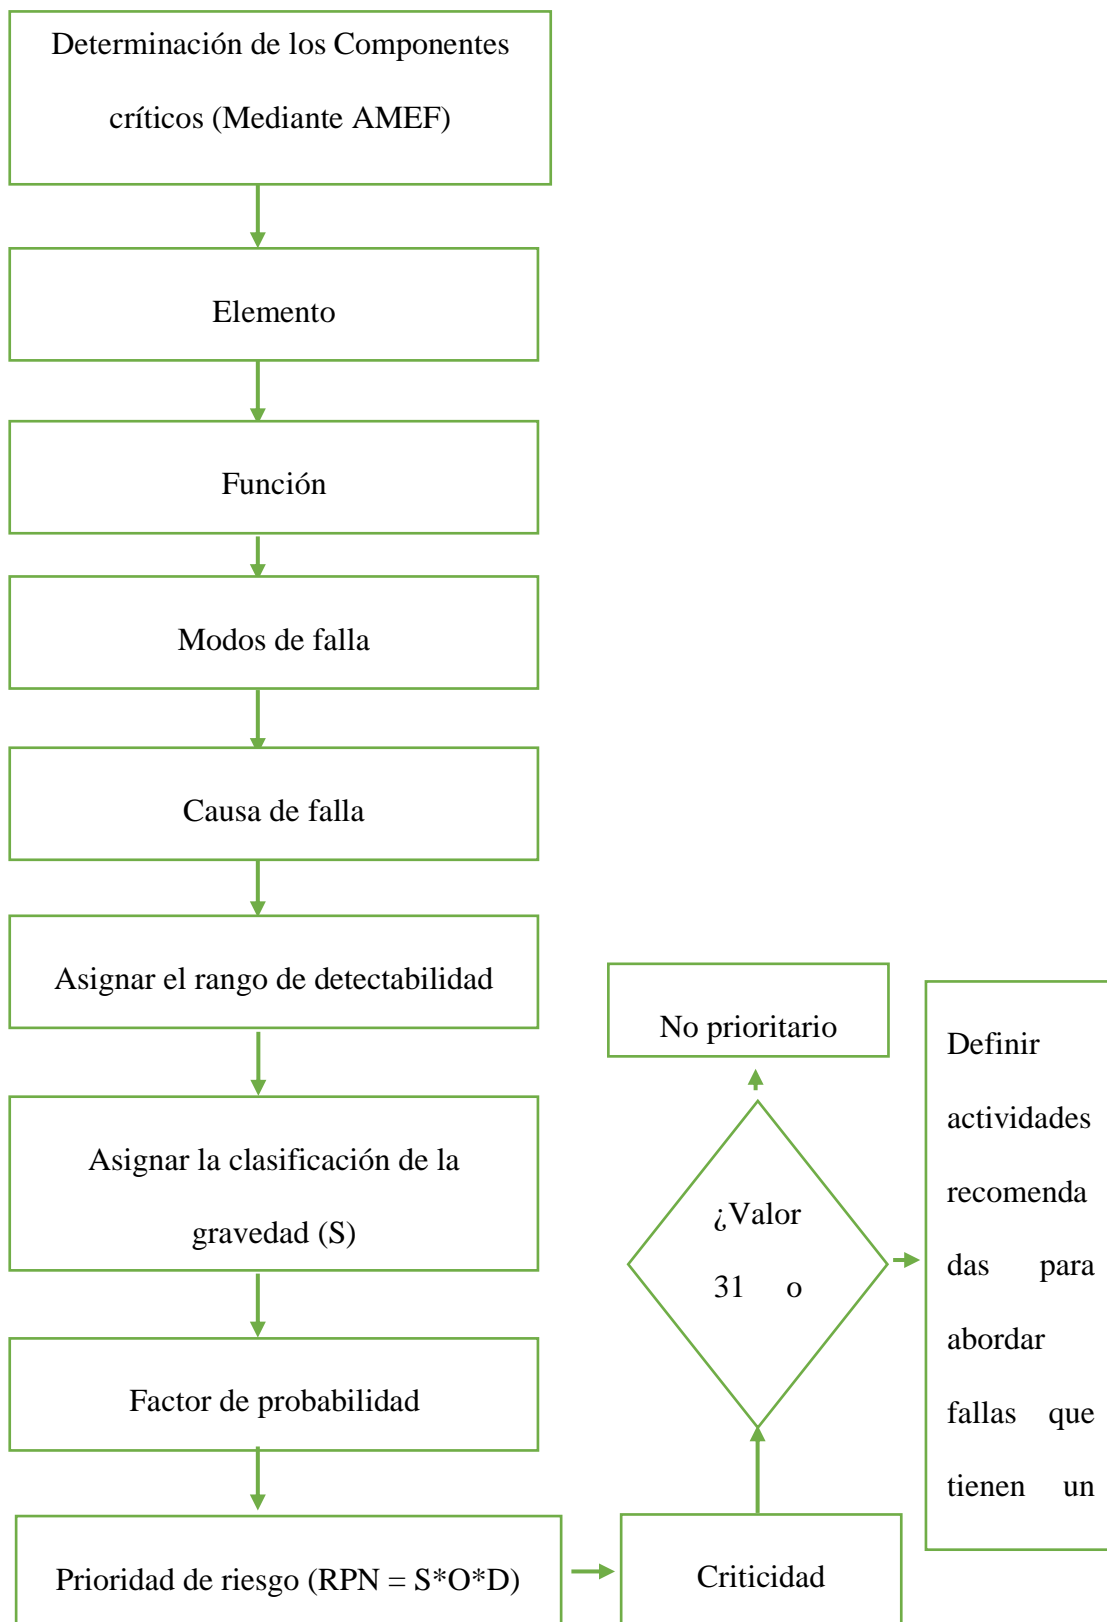 Determinación de los Componentes
críticos (Mediante AMEF)
Elemento
Función
Modos de falla
Causa de falla
Asignar el rango de detectabilidad
Asignar la clasificación de la
gravedad (S)
Factor de probabilidad
Prioridad de riesgo (RPN = S*O*D)
Criticidad
¿Valor
31 o
No prioritario
Definir
actividades
recomenda
das para
abordar
fallas que
tienen un